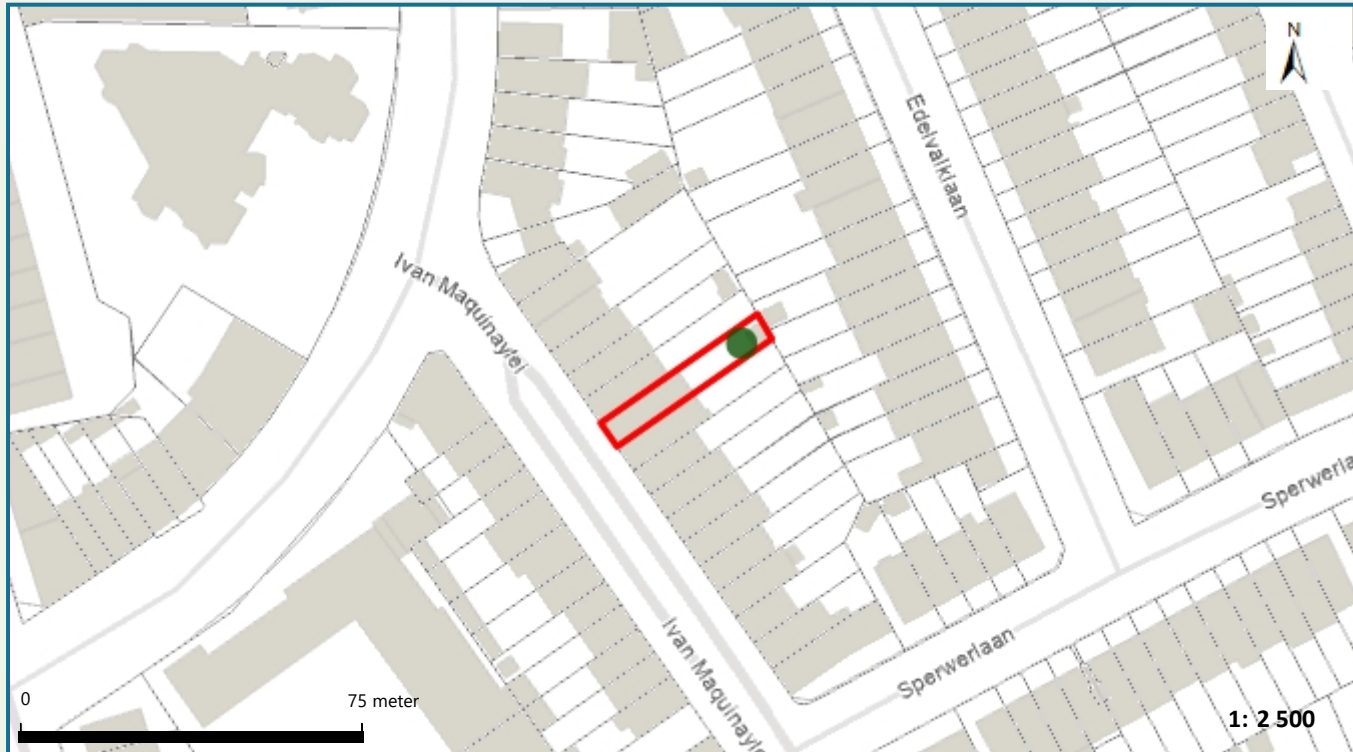 N
Edelvalklaan
Ivan Maquinaylei
Sperwerla
Ivan Maquinaylei
Sperwerlaan
0
75 meter
1: 2 500